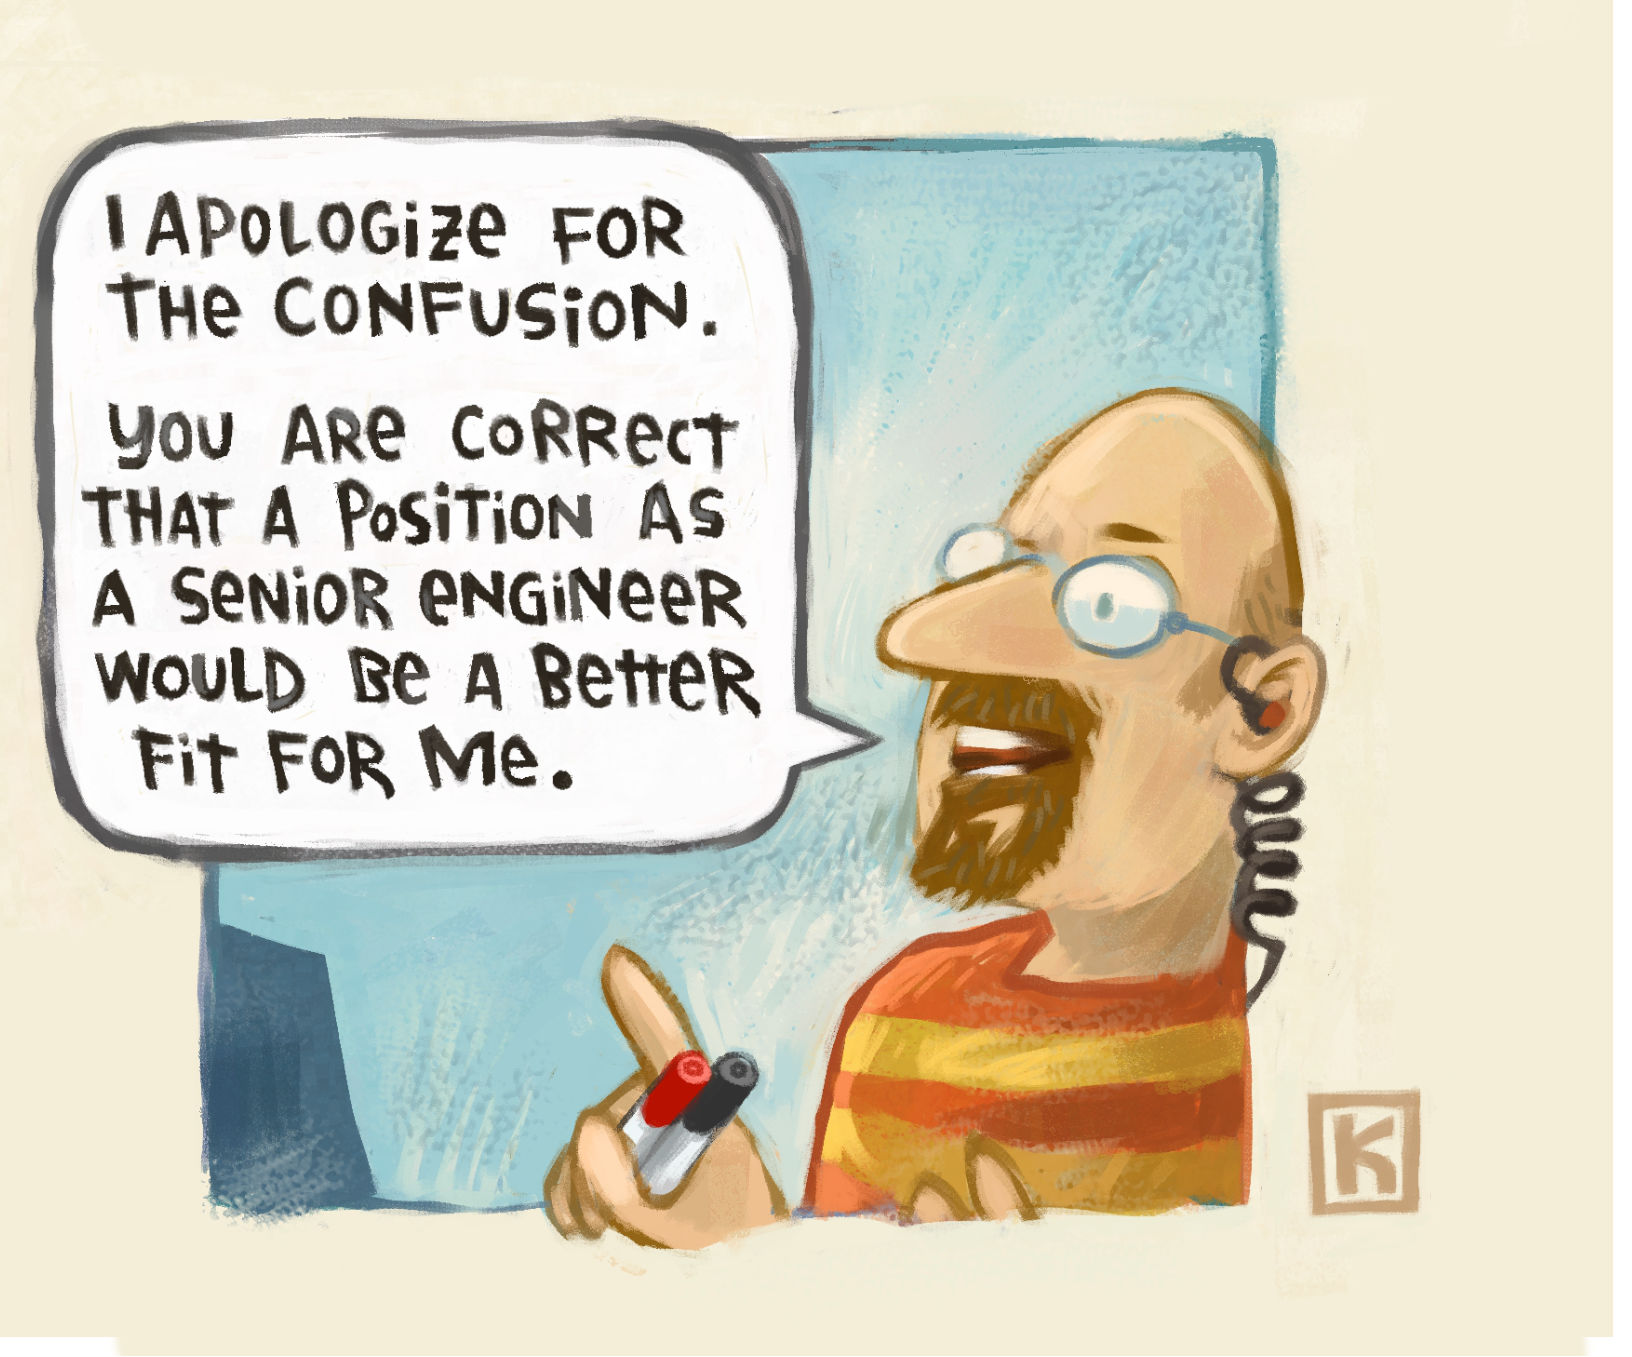 I APOLOGIZE FOR
THE CONFUSION.
YOU ARE CORRECT
THAT A POSITION AS
A SENIOR ENGINEER
WOULD BE A BETTER
FIT FOR ME.
K